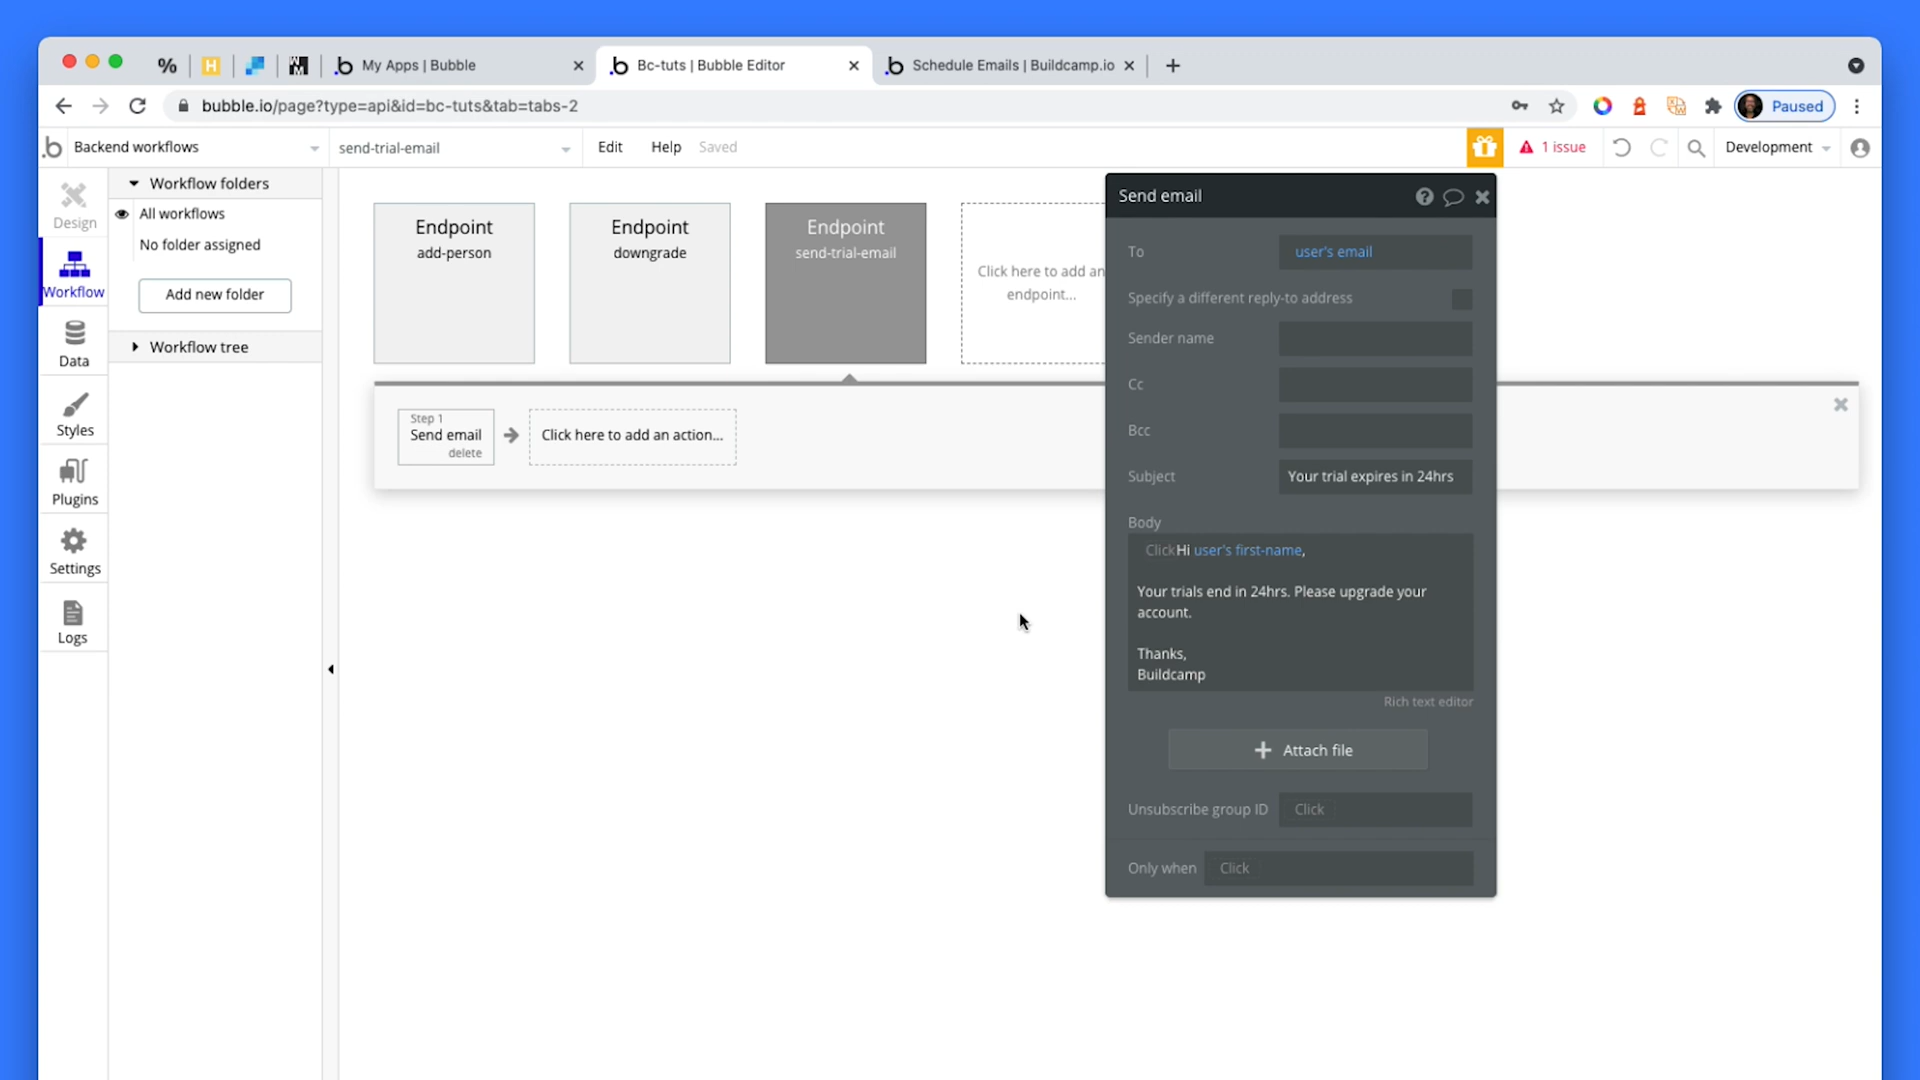 %
H
My Apps | Bubble
Bc-tuts | Bubble Editor
Schedule Emails | Buildcamp.io
bubble.io/page?type=api&id=bc-tuts&tab=tabs-2
Paused
Backend workflows
send-trial-email
Edit
Help
Saved
1 issue
Development
Design
Workflow
Data
Styles
Plugins
Settings
Logs
Workflow folders
All workflows
No folder assigned
Add new folder
Workflow tree
Endpoint
add-person
Endpoint
downgrade
Endpoint
send-trial-email
Click here to add an
endpoint...
Step 1
Send email
delete
Click here to add an action...
Send email
To
user's email
Specify a different reply-to address
Sender name
Cc
Bcc
Subject
Your trial expires in 24hrs
Body
Click Hi user's first-name,
Your trials end in 24hrs. Please upgrade your
account.
Thanks,
Buildcamp
Rich text editor
Attach file
Unsubscribe group ID
Click
Only when
Click